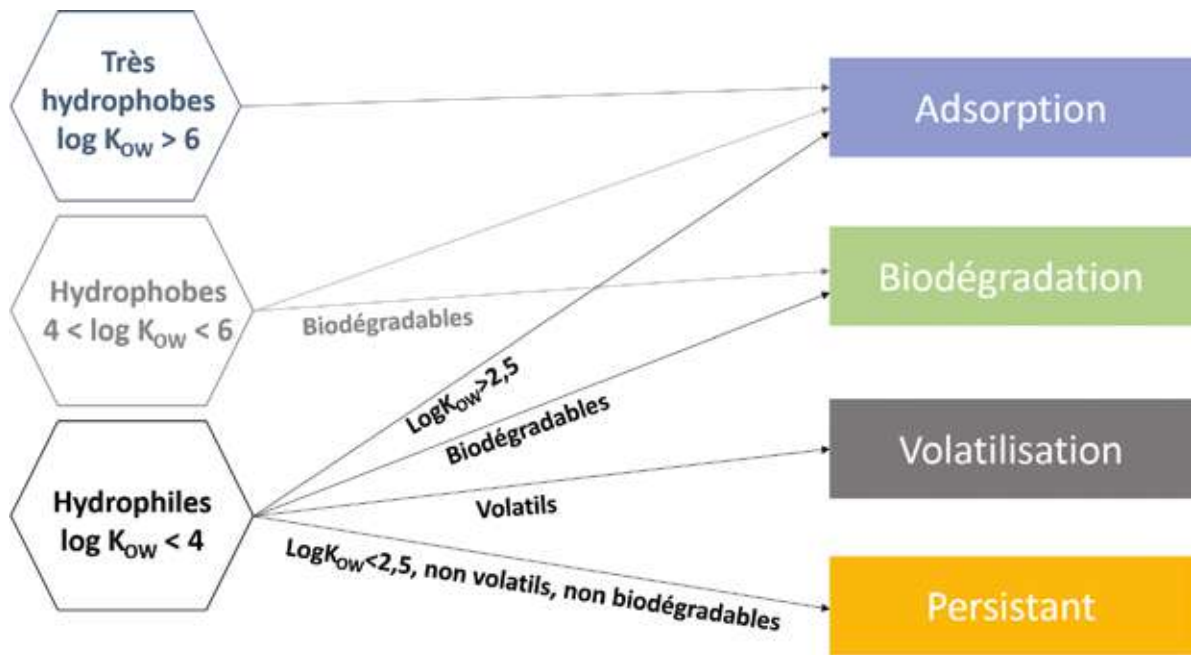 Très
hydrophobes
log K_OW > 6
Adsorption
Hydrophobes
4 < log K_OW < 6
Biodégradables
Biodégradation
LogK_OW>2,5
Biodégradables
Volatilisation
Volatils
Hydrophiles
log K_OW < 4
LogK_OW<2,5, non volatils, non biodégradables
Persistant